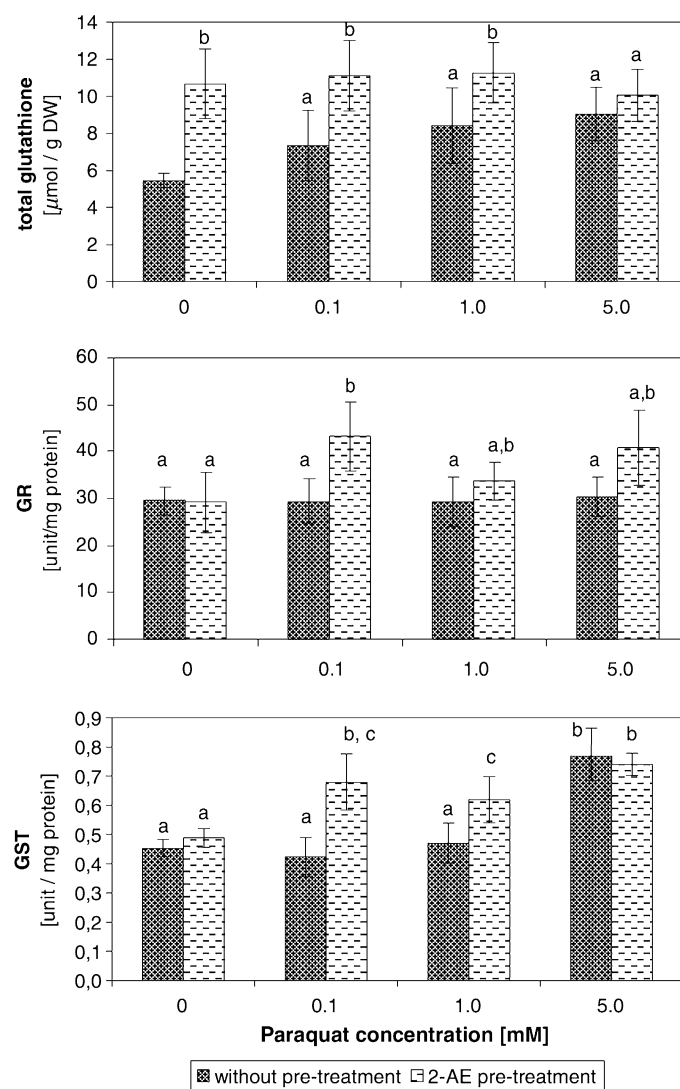 total glutathione
[μmol / g DW]
14
12
10
8
6
4
2
0
b
a
b
a
b
a
a
0 0.1 1.0 5.0
GR
[unit/mg protein]
60
50
40
30
20
10
0
a
a
a
b
a
a,b
a
a,b
0 0.1 1.0 5.0
GST
[unit / mg protein]
0,9
0,8
0,7
0,6
0,5
0,4
0,3
0,2
0,1
0,0
a
a
a
b, c
a
c
b
b
0 0.1 1.0 5.0
Paraquat concentration [mM]
without pre-treatment 2-AE pre-treatment